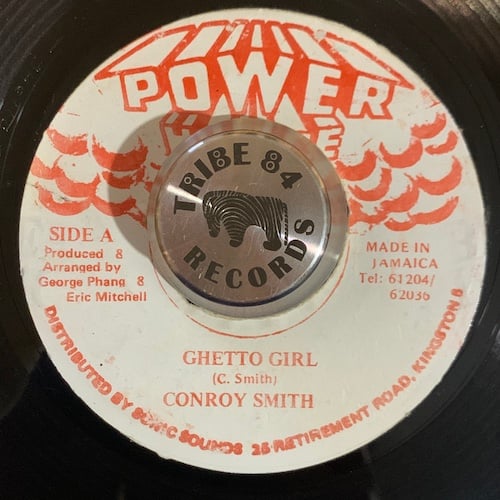 POWER
TRIBE 84
RECORDS
SIDE A
Produced &
Arranged by
George Phang &
Eric Mitchell
MADE IN
JAMAICA
Tel: 61204/
62036
GHETTO GIRL
(C. Smith)
CONROY SMITH
DISTRIBUTED BY SONIC SOUNDS 25 RETIREMENT ROAD, KINGSTON 8